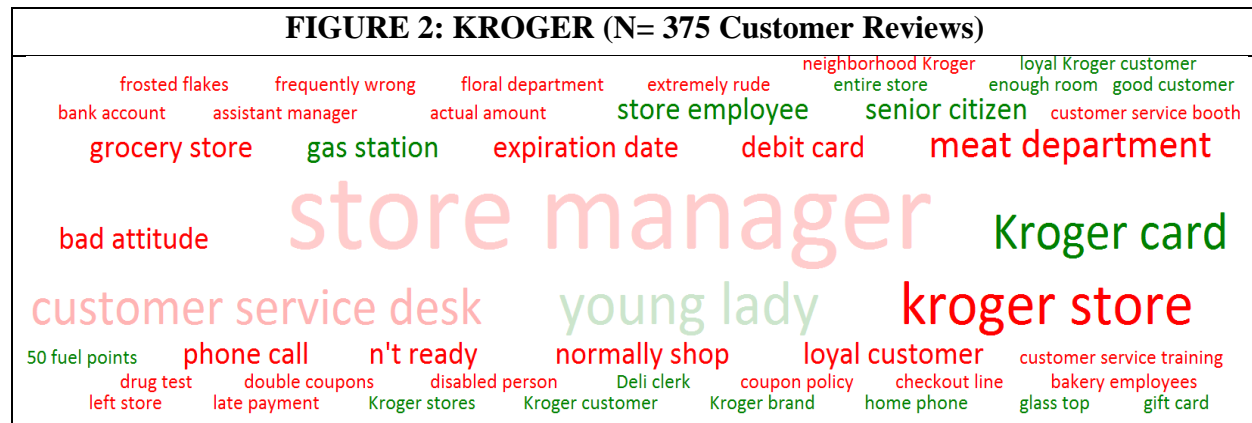 FIGURE 2: KROGER (N= 375 Customer Reviews)
neighborhood Kroger loyal Kroger customer
frosted flakes frequently wrong floral department extremely rude entire store enough room good customer
bank account assistant manager actual amount store employee senior citizen customer service booth
grocery store gas station expiration date debit card meat department
bad attitude store manager Kroger card
customer service desk young lady kroger store
50 fuel points phone call n't ready normally shop loyal customer customer service training
drug test double coupons disabled person Deli clerk coupon policy checkout line bakery employees
left store late payment Kroger stores Kroger customer Kroger brand home phone glass top gift card